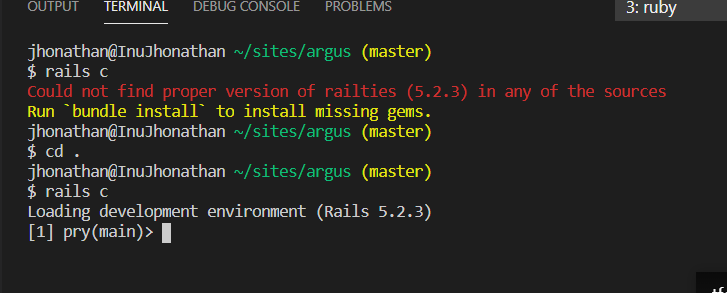 OUTPUT TERMINAL DEBUG CONSOLE PROBLEMS 3: ruby
jhonathan@InuJhonathan ~/sites/argus (master)
$ rails c
Could not find proper version of railties (5.2.3) in any of the sources
Run `bundle install` to install missing gems.
jhonathan@InuJhonathan ~/sites/argus (master)
$ cd .
jhonathan@InuJhonathan ~/sites/argus (master)
$ rails c
Loading development environment (Rails 5.2.3)
[1] pry(main)>